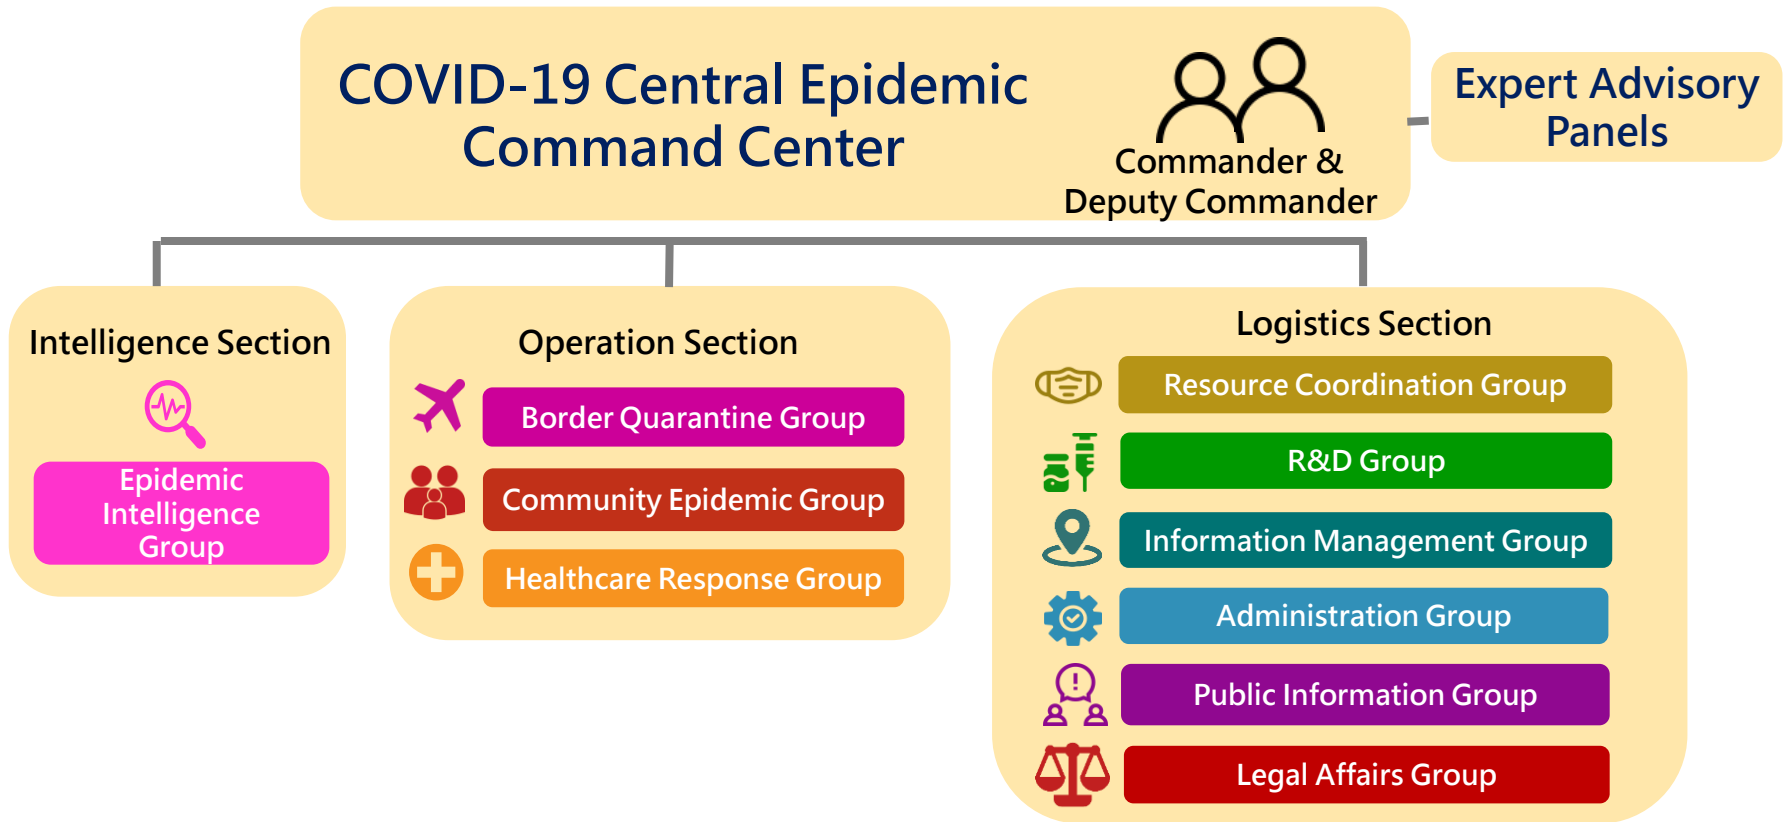 COVID-19 Central Epidemic
Command Center
Commander &
Deputy Commander
Expert Advisory
Panels
Intelligence Section
Epidemic
Intelligence
Group
Operation Section
Border Quarantine Group
Community Epidemic Group
Healthcare Response Group
Logistics Section
Resource Coordination Group
R&D Group
Information Management Group
Administration Group
Public Information Group
Legal Affairs Group